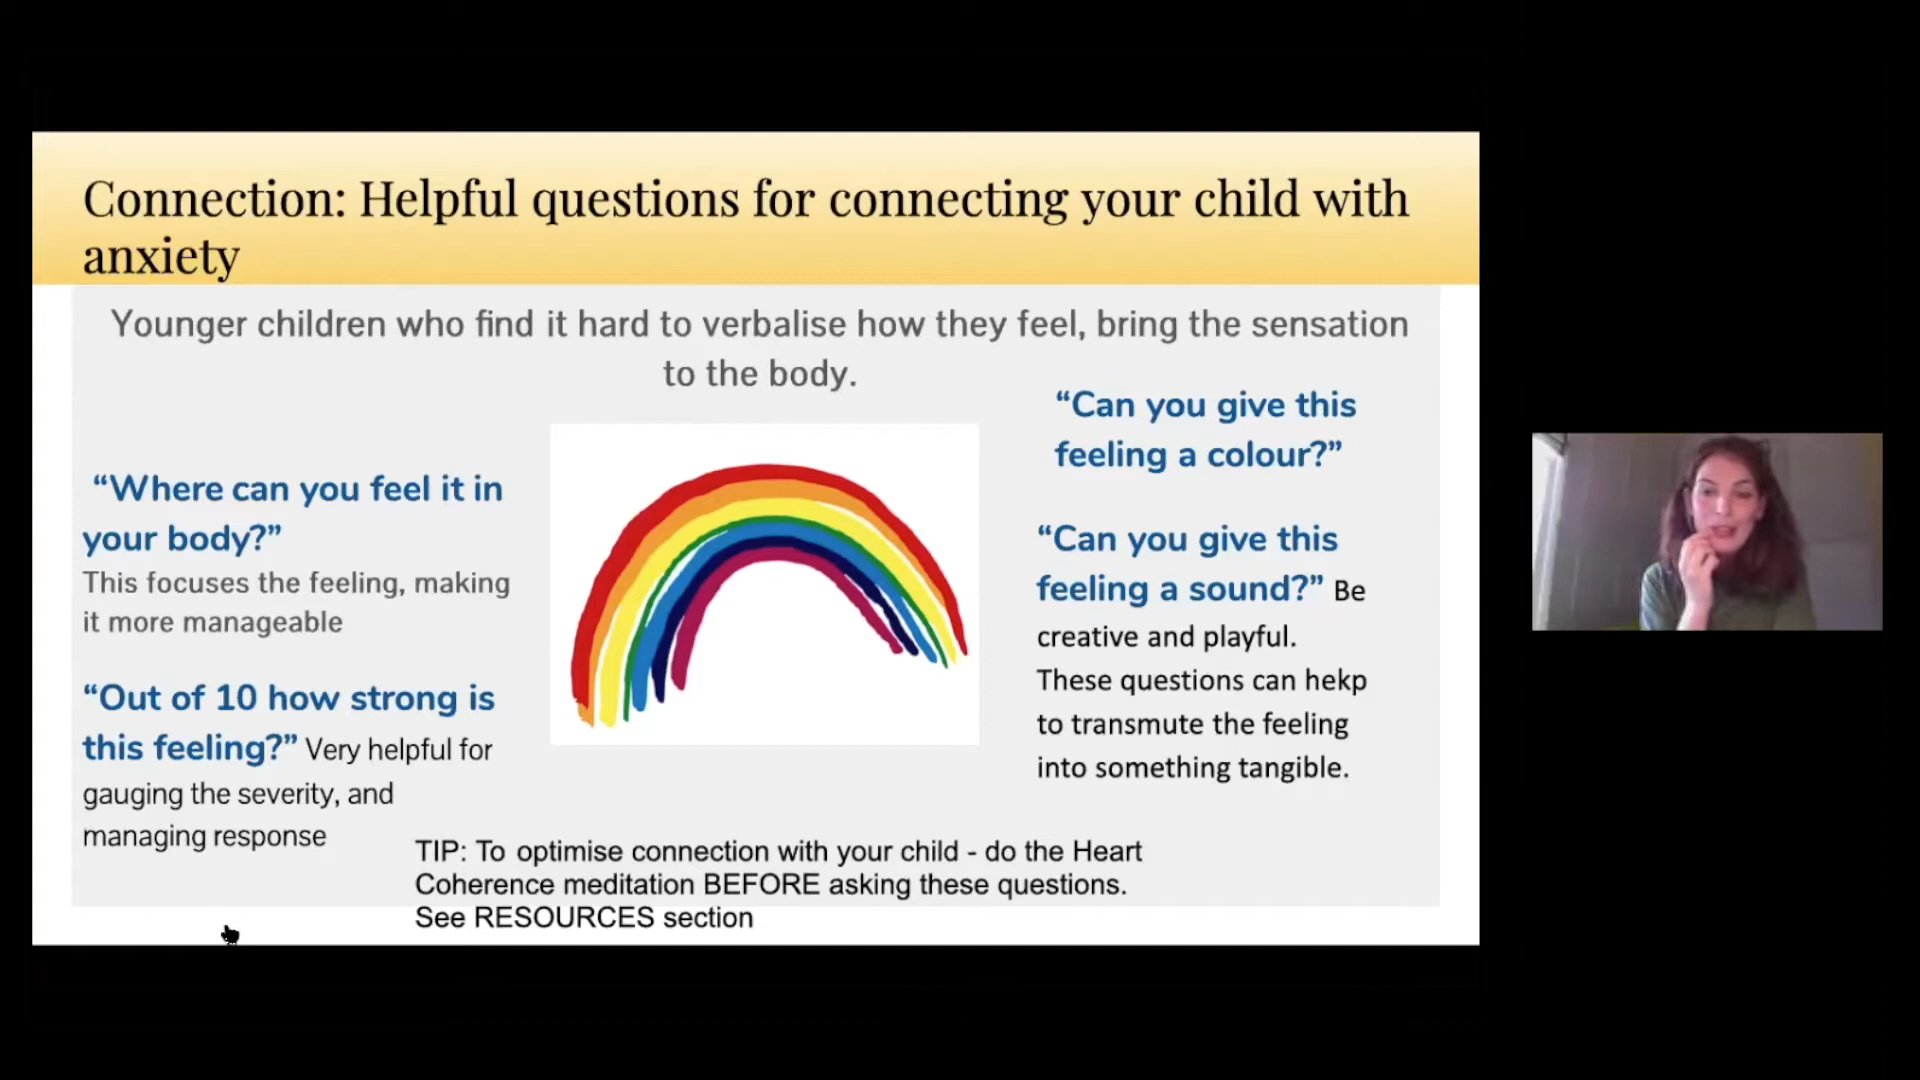 Connection: Helpful questions for connecting your child with
anxiety
Younger children who find it hard to verbalise how they feel, bring the sensation
to the body.
“Where can you feel it in
your body?”
This focuses the feeling, making
it more manageable
“Out of 10 how strong is
this feeling?” Very helpful for
gauging the severity, and
managing response
“Can you give this
feeling a colour?”
“Can you give this
feeling a sound?” Be
creative and playful.
These questions can hekp
to transmute the feeling
into something tangible.
TIP: To optimise connection with your child - do the Heart
Coherence meditation BEFORE asking these questions.
See RESOURCES section